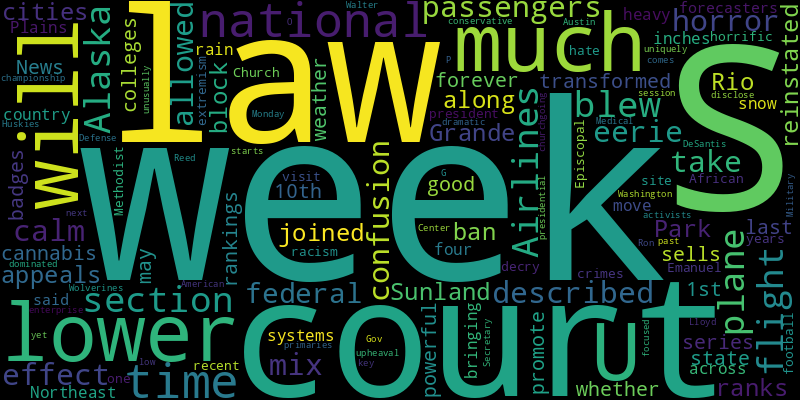 cities
Plains
News
championship
country
Huskies
badges
calm
cannabis
appeals
said
dominated
Wolverines
enterprise
yet
lower
effect
one
Northeast
Will
Alaska
Defense
Methodist
may
section
time
colleges
unusually
law
allowed
extremism
rain
block
national
Church
Monday
weather
Reed
starts
Week
rankings
American
low
visit
10th
joined
racism
federal
systems
recent
primaries
mix
court
confusion
Gov
upheaval
key
Walter
O
passengers
conservative
Austin
much
performance
along
forever
president
dramatic
Grande
P
session
G
good
Center
ban
four
Sunland
decry
powerful
bringing
Secretary
Airlines
presidential
described
promote
crimes
horror
heavy
forecasters
hate
uniquely
inches
horrific
comes
transformed
blew
Medical
eerie
Episcopal
disclose
Rio
snow
S
reinstated
DeSantis
take
site
African
Washington
move
activists
Park
last
Ron
past
years
sells
Emanuel
Military
next
1st
plane
flight
series
state
across
Lloyd
focused
U
whether
ranks
football